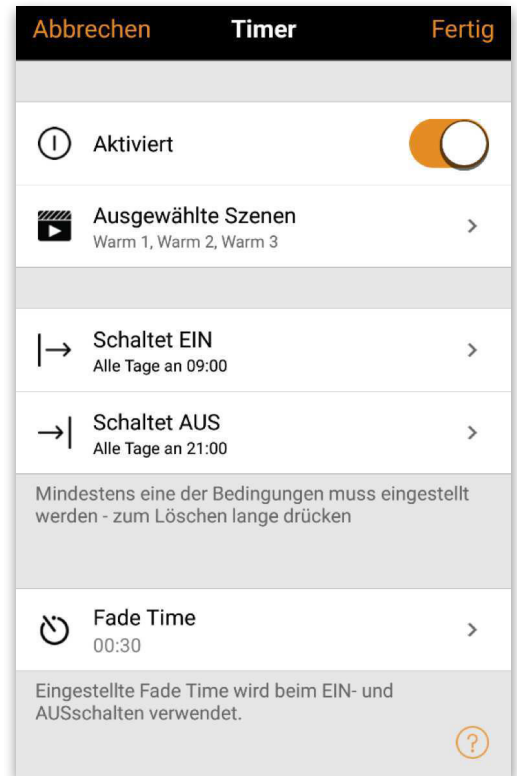 Abbrechen Timer Fertig
Aktiviert
Ausgewählte Szenen
Warm 1, Warm 2, Warm 3
Schaltet EIN
Alle Tage an 09:00
Schaltet AUS
Alle Tage an 21:00
Mindestens eine der Bedingungen muss eingestellt
werden - zum Löschen lange drücken
Fade Time
00:30
Eingestellte Fade Time wird beim EIN- und
AUSschalten verwendet.
?